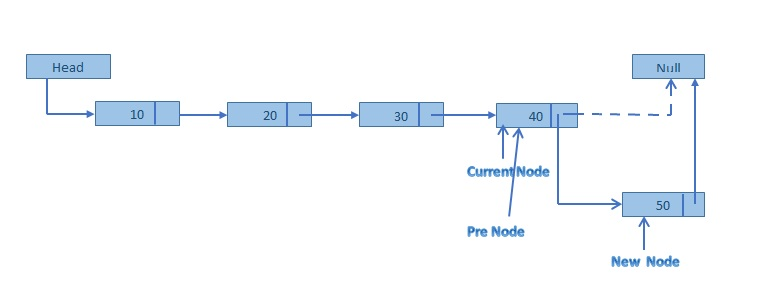 Head
Null
10
20
30
40
Current Node
50
Pre Node
New Node